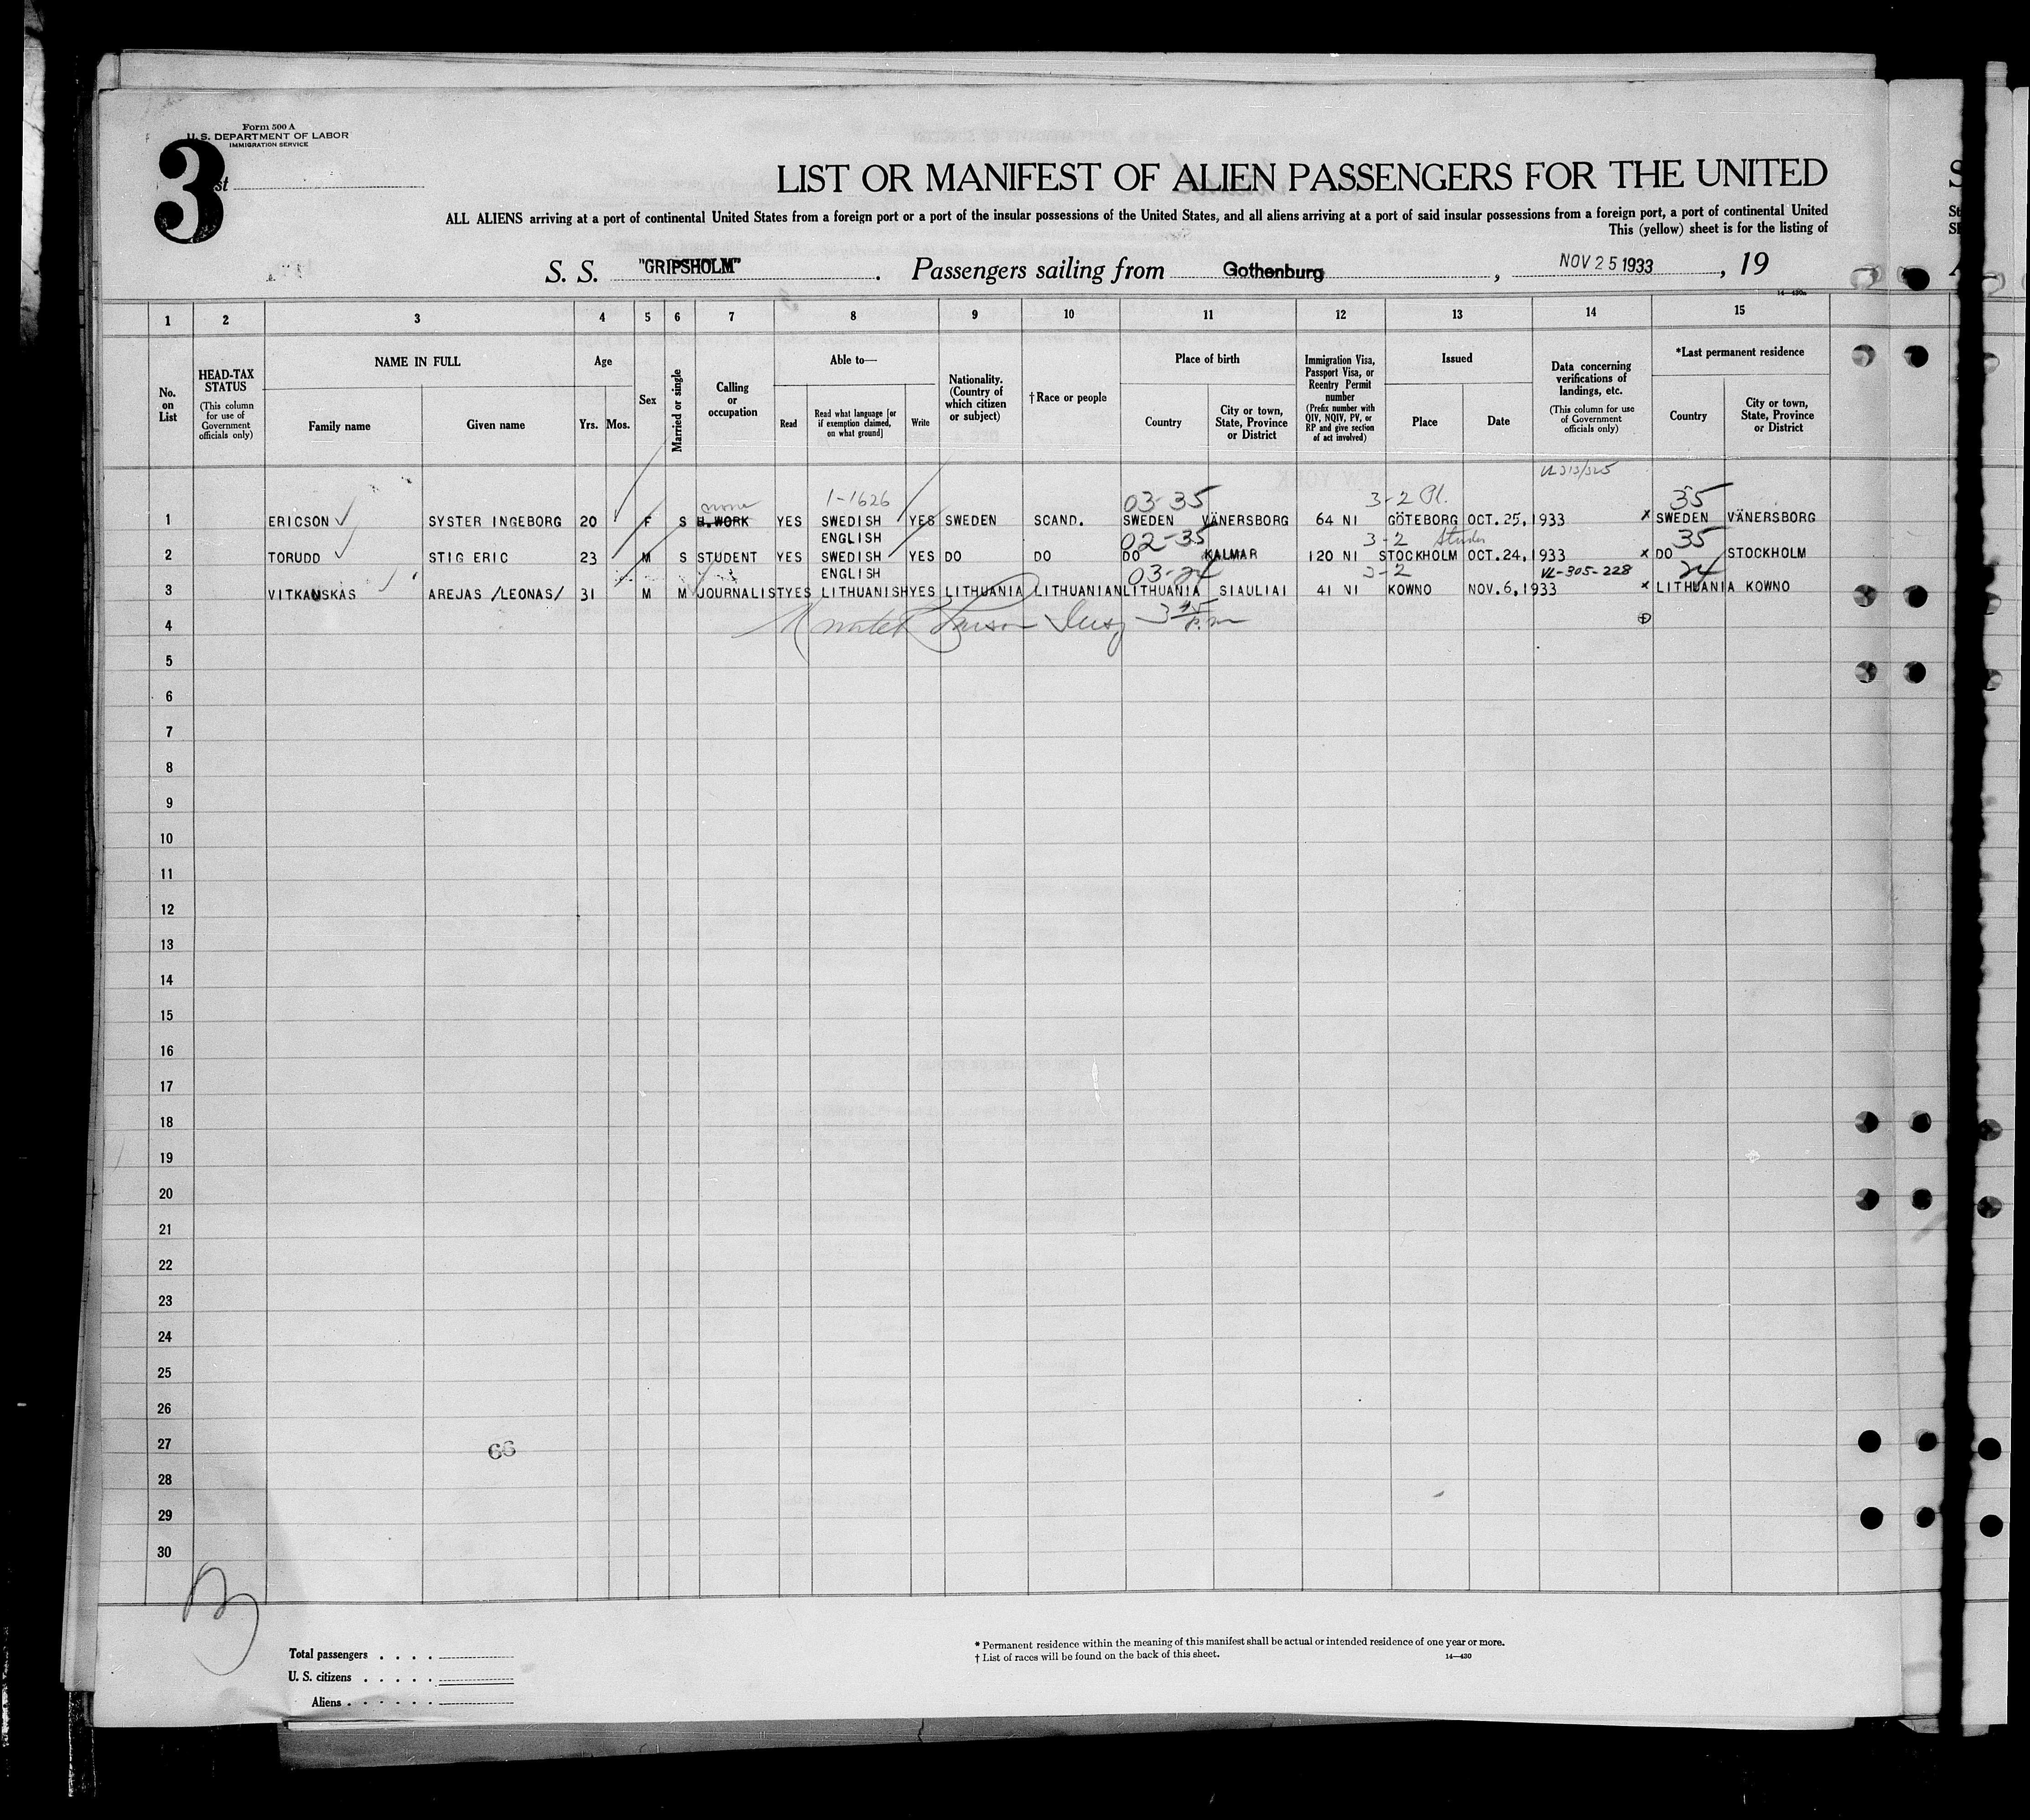 Form 500 A
U. S. DEPARTMENT OF LABOR
IMMIGRATION SERVICE
3
st
LIST OR MANIFEST OF ALIEN PASSENGERS FOR THE UNITED
ALL ALIENS arriving at a port of continental United States from a foreign port or a port of the insular possessions of the United States, and all aliens arriving at a port of said insular possessions from a foreign port, a port of continental United
This (yellow) sheet is for the listing of
S. S. "GRIPSHOLM". Passengers sailing from Gothenburg, NOV 25 1933, 19
14—430a
1 2 3 4 5 6 7 8 9 10 11 12 13 14 15
No. on List
HEAD-TAX STATUS (This column for use of Government officials only)
NAME IN FULL
Family name Given name
Age
Yrs. Mos.
Sex
Married or single
Calling or occupation
Able to—
Read Read what language [or if exemption claimed, on what ground] Write
Nationality. (Country of which citizen or subject)
†Race or people
Place of birth
Country City or town, State, Province or District
Immigration Visa, Passport Visa, or Reentry Permit number (Prefix number with QIV, NQIV, PV, or RP and give section of act involved)
Issued
Place Date
Data concerning verifications of landings, etc. (This column for use of Government officials only)
*Last permanent residence
Country City or town, State, Province or District
none 1-1626 03-35 3-2 Pl. 35
1 ERICSON SYSTER INGEBORG 20 F S H.WORK YES SWEDISH YES SWEDEN SCAND. SWEDEN VÄNERSBORG 64 NI GÖTEBORG OCT.25,1933 x SWEDEN VÄNERSBORG
ENGLISH 02-35 3-2 35
2 TORUDD STIG ERIC 23 M S STUDENT YES SWEDISH YES DO DO DO KALMAR 120 NI STOCKHOLM OCT.24,1933 x DO STOCKHOLM
ENGLISH 03-24 3-2 VL-305-228 24
3 VITKAUSKAS AREJAS /LEONAS/ 31 M M JOURNALIST YES LITHUANISH YES LITHUANIA LITHUANIAN LITHUANIA SIAULIAI 41 NI KOWNO NOV.6,1933 x LITHUANIA KOWNO
4
5
6
7
8
9
10
11
12
13
14
15
16
17
18
19
20
21
22
23
24
25
26
27 66
28
29
30
Total passengers
U. S. citizens
Aliens
* Permanent residence within the meaning of this manifest shall be actual or intended residence of one year or more.
† List of races will be found on the back of this sheet.
14—430